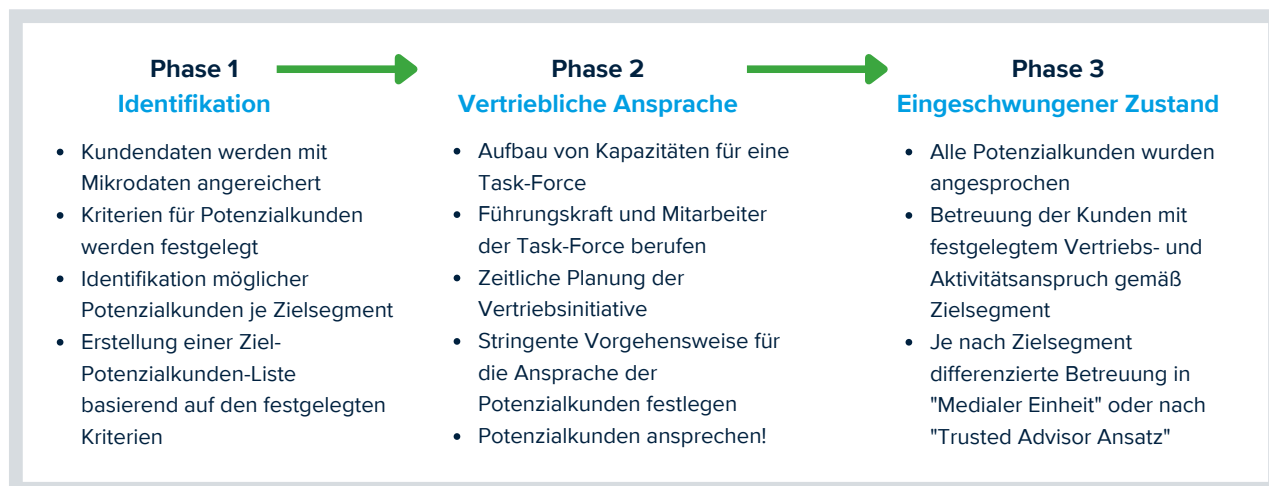 Phase 1
Identifikation
• Kundendaten werden mit
Mikrodaten angereichert
• Kriterien für Potenzialkunden
werden festgelegt
• Identifikation möglicher
Potenzialkunden je Zielsegment
• Erstellung einer Ziel-
Potenzialkunden-Liste
basierend auf den festgelegten
Kriterien
Phase 2
Vertriebliche Ansprache
• Aufbau von Kapazitäten für eine
Task-Force
• Führungskraft und Mitarbeiter
der Task-Force berufen
• Zeitliche Planung der
Vertriebsinitiative
• Stringente Vorgehensweise für
die Ansprache der
Potenzialkunden festlegen
• Potenzialkunden ansprechen!
Phase 3
Eingeschwungener Zustand
• Alle Potenzialkunden wurden
angesprochen
• Betreuung der Kunden mit
festgelegtem Vertriebs- und
Aktivitätsanspruch gemäß
Zielsegment
• Je nach Zielsegment
differenzierte Betreuung in
"Medialer Einheit" oder nach
"Trusted Advisor Ansatz"